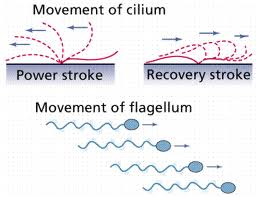 Movement of cilium
Power stroke
Recovery stroke
Movement of flagellum